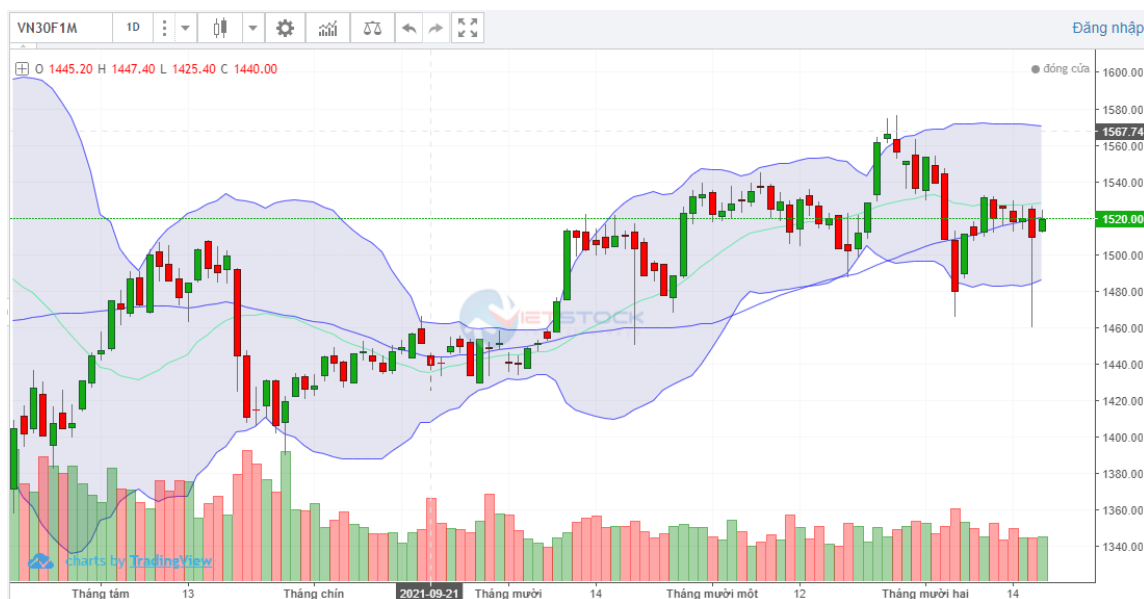 VN30F1M 1D Đăng nhập
O 1445.20 H 1447.40 L 1425.40 C 1440.00
đóng cửa
1600.00
1580.00
1567.74
1560.00
1540.00
1520.00
1500.00
1480.00
1460.00
1440.00
1420.00
1400.00
1380.00
1360.00
1340.00
VIETSTOCK
charts by TradingView
Tháng tám 13 Tháng chín 2021-09-21 Tháng mười 14 Tháng mười một 12 Tháng mười hai 14